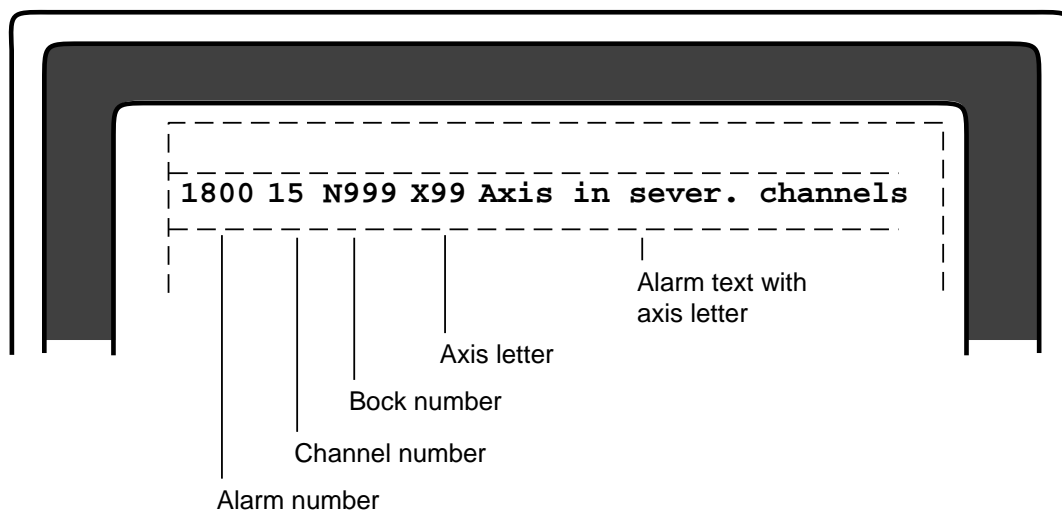 1800 15 N999 X99 Axis in sever. channels
Alarm text with
axis letter
Axis letter
Bock number
Channel number
Alarm number